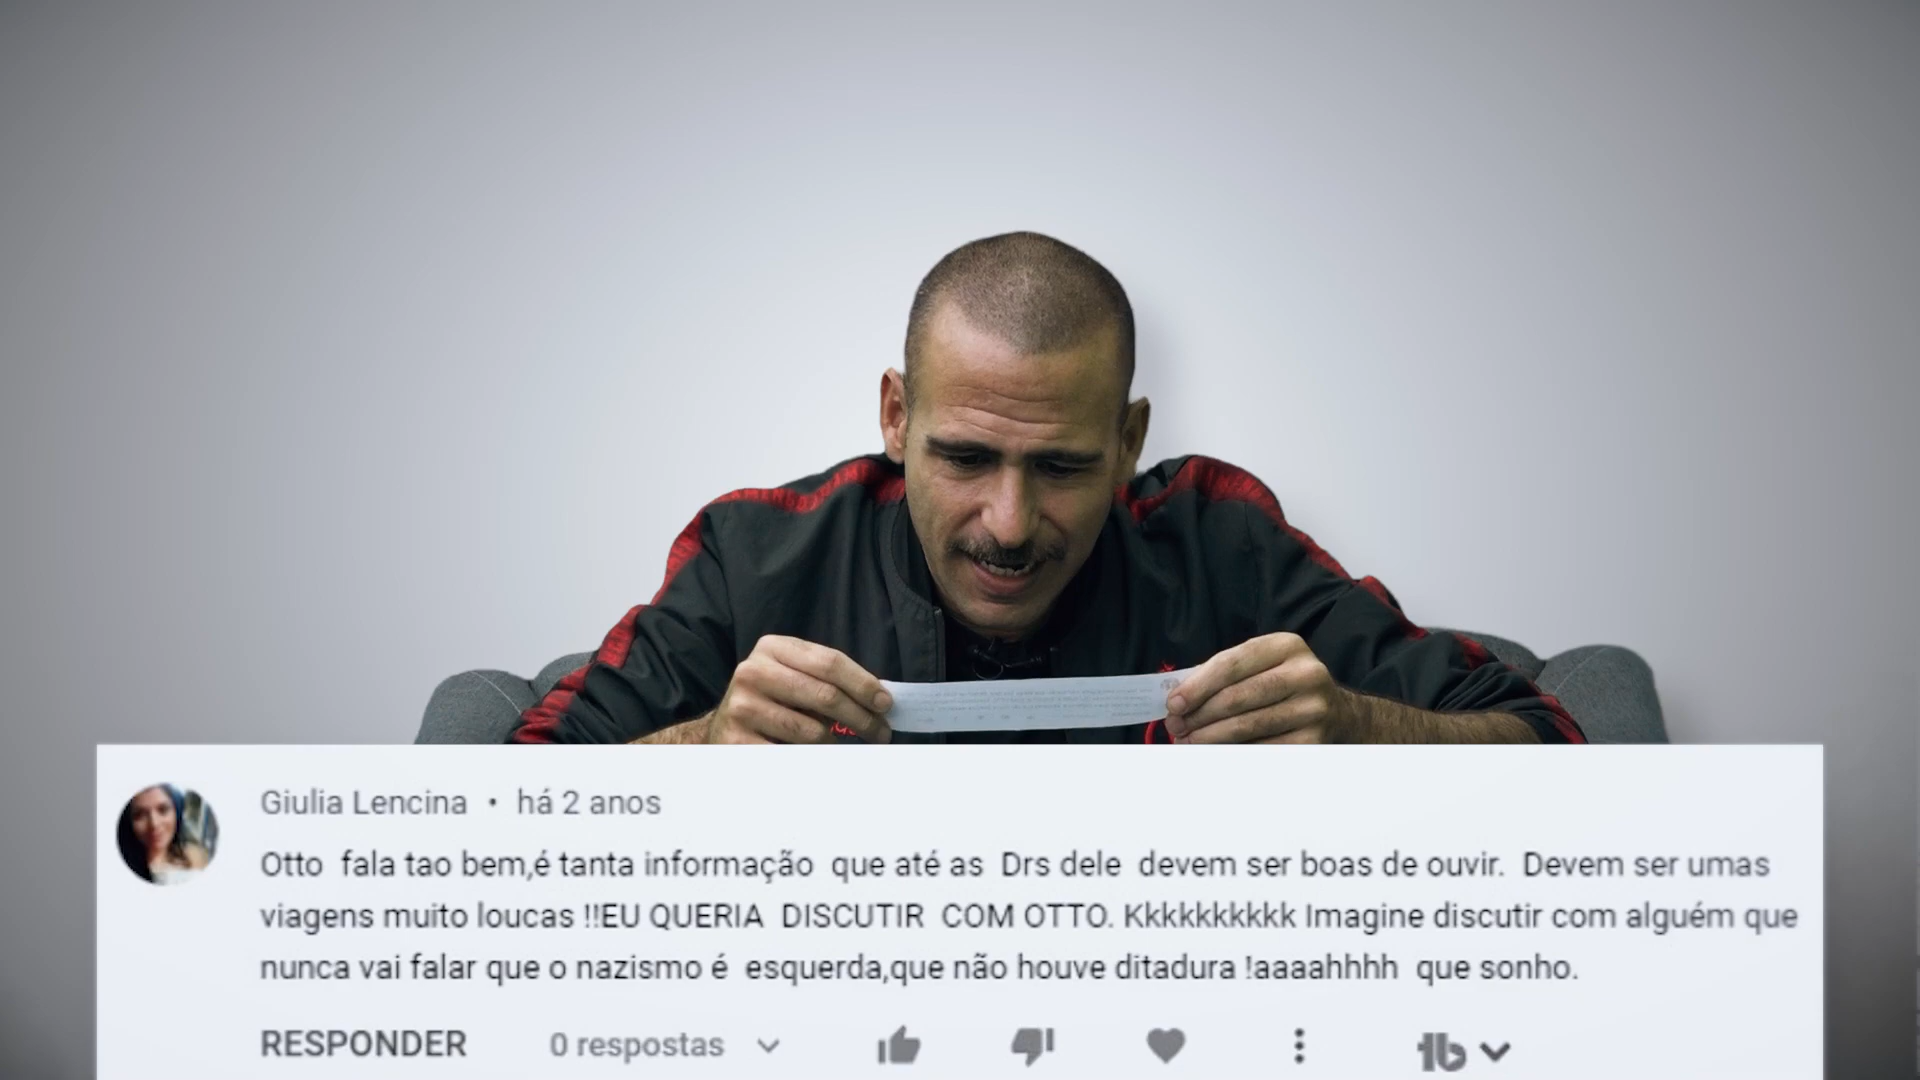 Giulia Lencina • há 2 anos
Otto fala tao bem,é tanta informação que até as Drs dele devem ser boas de ouvir. Devem ser umas
viagens muito loucas !!EU QUERIA DISCUTIR COM OTTO. Kkkkkkkkkk Imagine discutir com alguém que
nunca vai falar que o nazismo é esquerda,que não houve ditadura !aaaahhhh que sonho.
RESPONDER 0 respostas